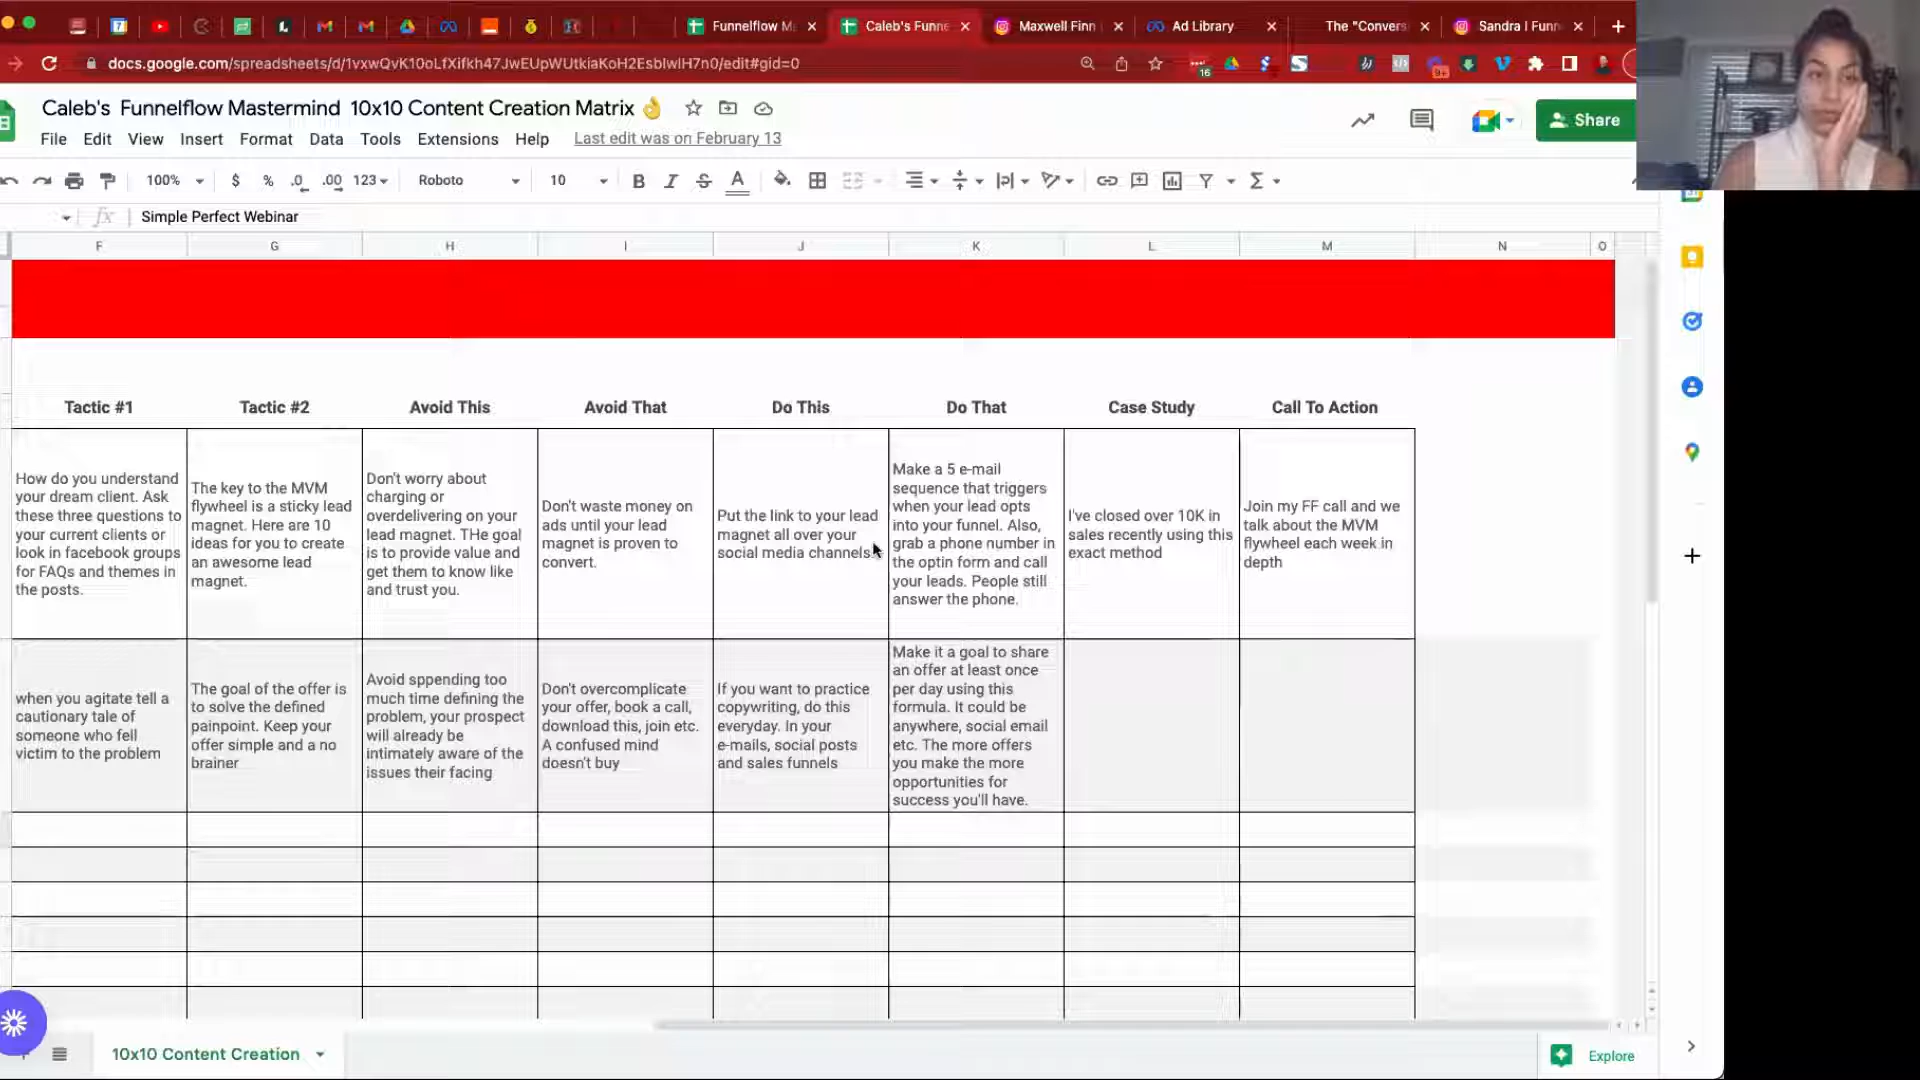 Funnelflow M
Caleb's Funne
Maxwell Finn
Ad Library
The "Convers
Sandra | Funn
docs.google.com/spreadsheets/d/1vxwQvK10oLfXifkh47JwEUpWUtkiaKoH2EsblwlH7n0/edit#gid=0
16
9+
Caleb's Funnelflow Mastermind 10x10 Content Creation Matrix 👌
File Edit View Insert Format Data Tools Extensions Help Last edit was on February 13
Share
100% $ % .0 .00 123 Roboto 10 B I S A
fx Simple Perfect Webinar
F G H I J K L M N O
Tactic #1
Tactic #2
Avoid This
Avoid That
Do This
Do That
Case Study
Call To Action
How do you understand
your dream client. Ask
these three questions to
your current clients or
look in facebook groups
for FAQs and themes in
the posts.
The key to the MVM
flywheel is a sticky lead
magnet. Here are 10
ideas for you to create
an awesome lead
magnet.
Don't worry about
charging or
overdelivering on your
lead magnet. THe goal
is to provide value and
get them to know like
and trust you.
Don't waste money on
ads until your lead
magnet is proven to
convert.
Put the link to your lead
magnet all over your
social media channels
Make a 5 e-mail
sequence that triggers
when your lead opts
into your funnel. Also,
grab a phone number in
the optin form and call
your leads. People still
answer the phone.
I've closed over 10K in
sales recently using this
exact method
Join my FF call and we
talk about the MVM
flywheel each week in
depth
when you agitate tell a
cautionary tale of
someone who fell
victim to the problem
The goal of the offer is
to solve the defined
painpoint. Keep your
offer simple and a no
brainer
Avoid sppending too
much time defining the
problem, your prospect
will already be
intimately aware of the
issues their facing
Don't overcomplicate
your offer, book a call,
download this, join etc.
A confused mind
doesn't buy
If you want to practice
copywriting, do this
everyday. In your
e-mails, social posts
and sales funnels
Make it a goal to share
an offer at least once
per day using this
formula. It could be
anywhere, social email
etc. The more offers
you make the more
opportunities for
success you'll have.
10x10 Content Creation
Explore